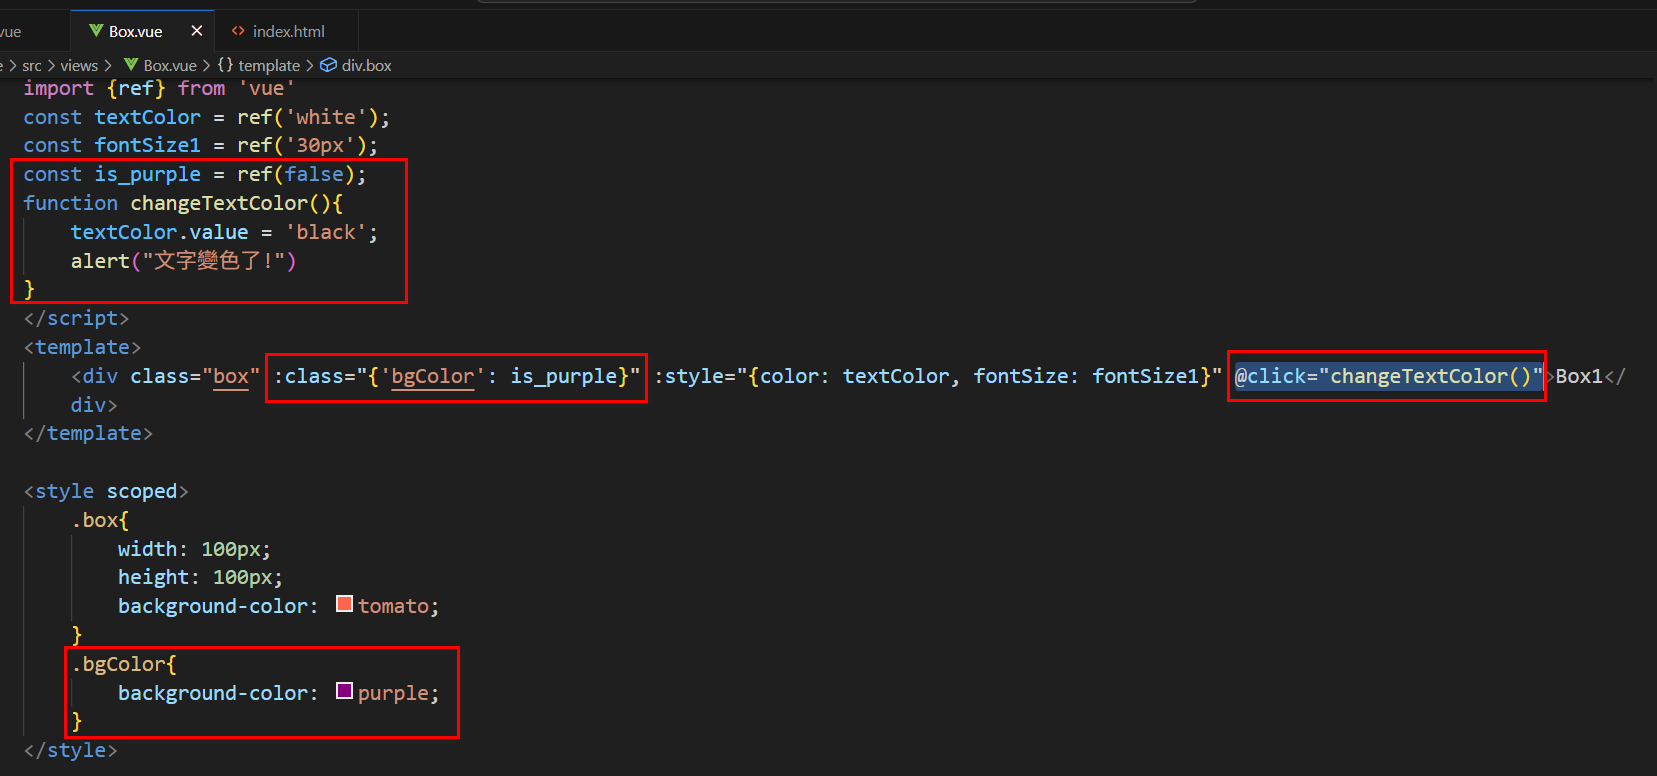 vue Box.vue × <> index.html
e > src > views > Box.vue > {} template > div.box
import {ref} from 'vue'
const textColor = ref('white');
const fontSize1 = ref('30px');
const is_purple = ref(false);
function changeTextColor(){
textColor.value = 'black';
alert("文字變色了!")
}
</script>
<template>
<div class="box" :class="{'bgColor': is_purple}" :style="{color: textColor, fontSize: fontSize1}" @click="changeTextColor()">Box1</
div>
</template>
<style scoped>
.box{
width: 100px;
height: 100px;
background-color: tomato;
}
.bgColor{
background-color: purple;
}
</style>